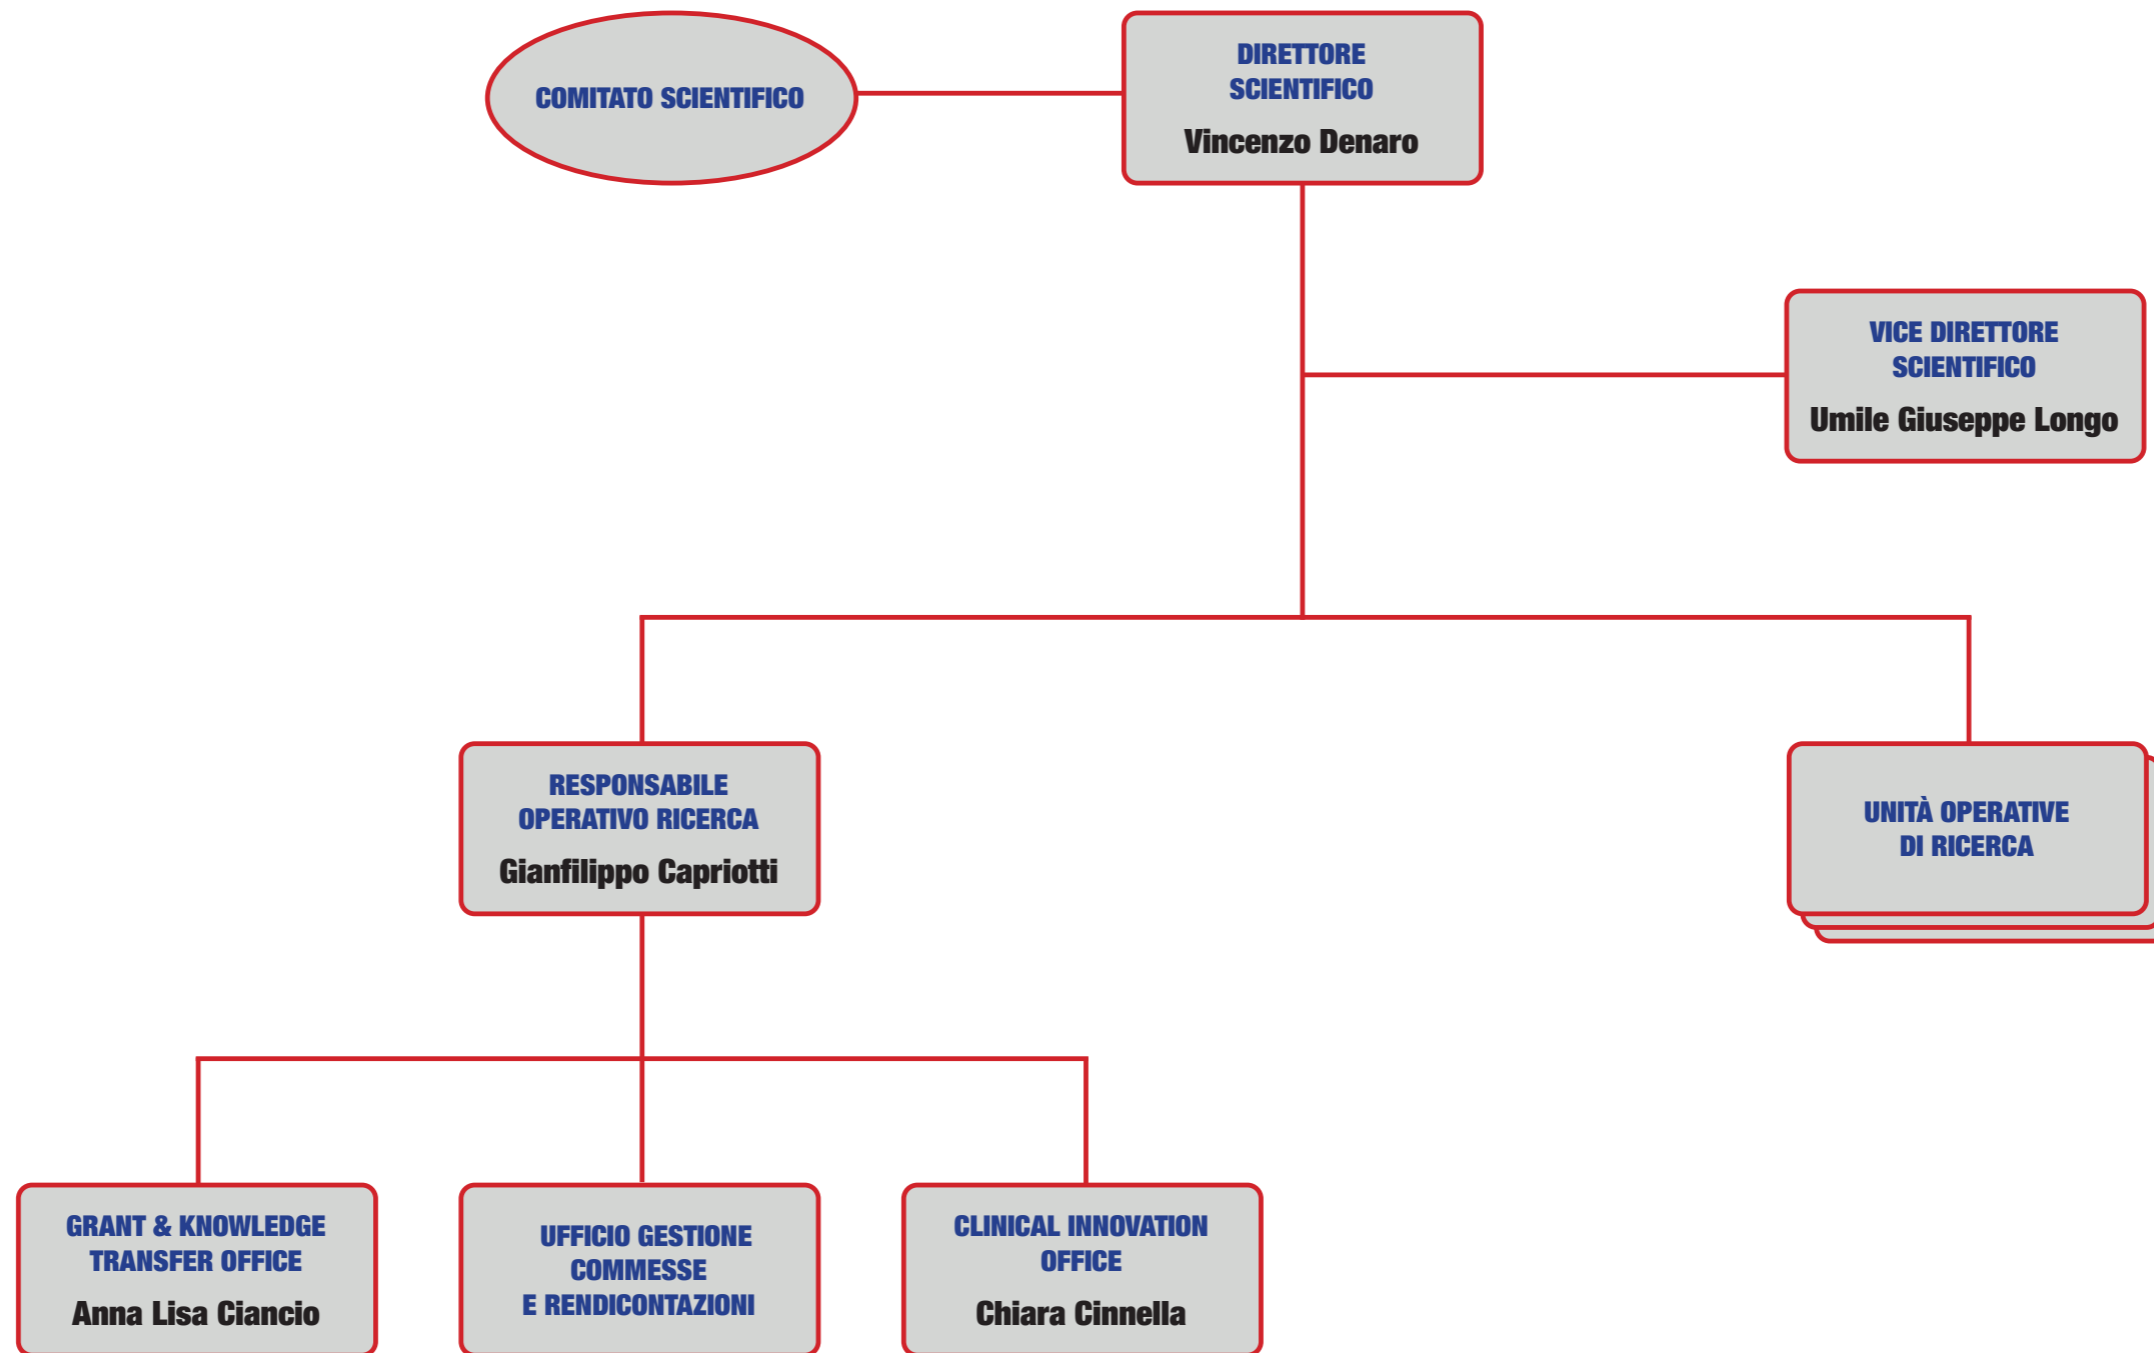 COMITATO SCIENTIFICO
DIRETTORE
SCIENTIFICO
Vincenzo Denaro
VICE DIRETTORE
SCIENTIFICO
Umile Giuseppe Longo
RESPONSABILE
OPERATIVO RICERCA
Gianfilippo Capriotti
UNITÀ OPERATIVE
DI RICERCA
GRANT & KNOWLEDGE
TRANSFER OFFICE
Anna Lisa Ciancio
UFFICIO GESTIONE
COMMESSE
E RENDICONTAZIONI
CLINICAL INNOVATION
OFFICE
Chiara Cinnella